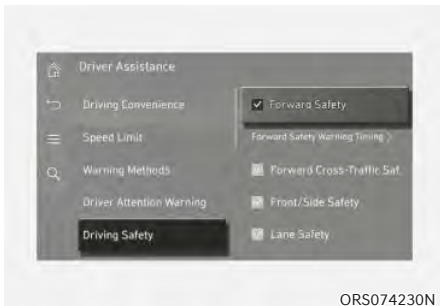 Driver Assistance
Driving Convenience
Speed Limit
Warning Methods
Driver Attention Warning
Driving Safety
Forward Safety
Forward Safety Warning Timing >
Forward Cross-Traffic Saf
Front/Side Safety
Lane Safety
ORS074230N